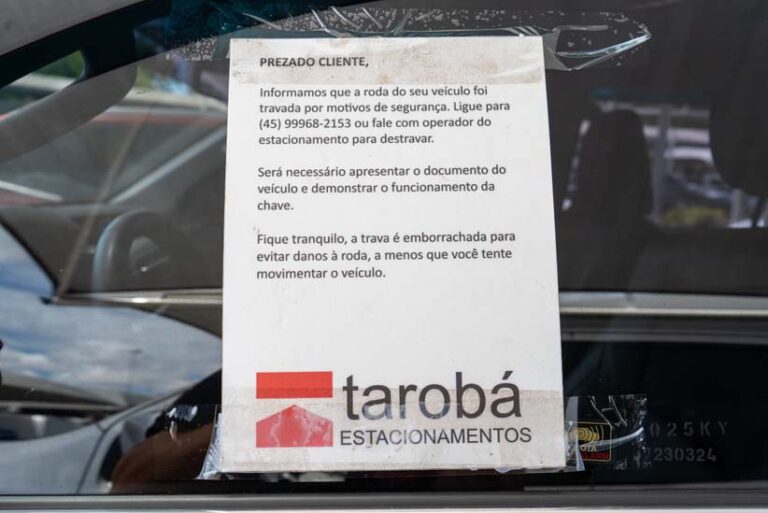 PREZADO CLIENTE,
Informamos que a roda do seu veículo foi
travada por motivos de segurança. Ligue para
(45) 99968-2153 ou fale com operador do
estacionamento para destravar.
Será necessário apresentar o documento do
veículo e demonstrar o funcionamento da
chave.
Fique tranquilo, a trava é emborrachada para
evitar danos à roda, a menos que você tente
movimentar o veículo.
tarobá
ESTACIONAMENTOS
025KY
1230324